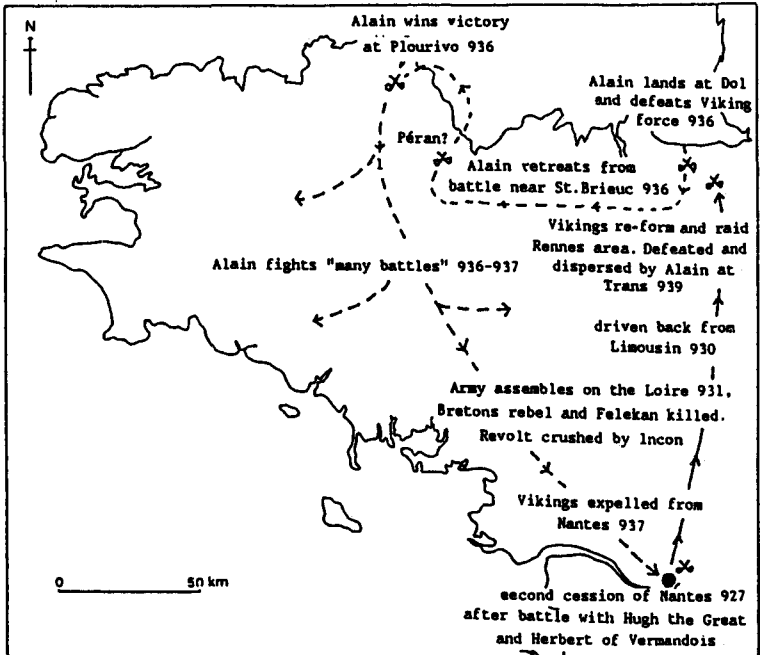 N
Alain wins victory
at Plourivo 936
Alain lands at Dol
and defeats Viking
force 936
Péran?
Alain retreats from
battle near St.Brieuc 936
Vikings re-form and raid
Rennes area. Defeated and
dispersed by Alain at
Trans 939
Alain fights "many battles" 936-937
driven back from
Limousin 930
Army assembles on the Loire 931,
Bretons rebel and Felekan killed.
Revolt crushed by Incon
Vikings expelled from
Nantes 937
0 50 km
second cession of Nantes 927
after battle with Hugh the Great
and Herbert of Vermandois